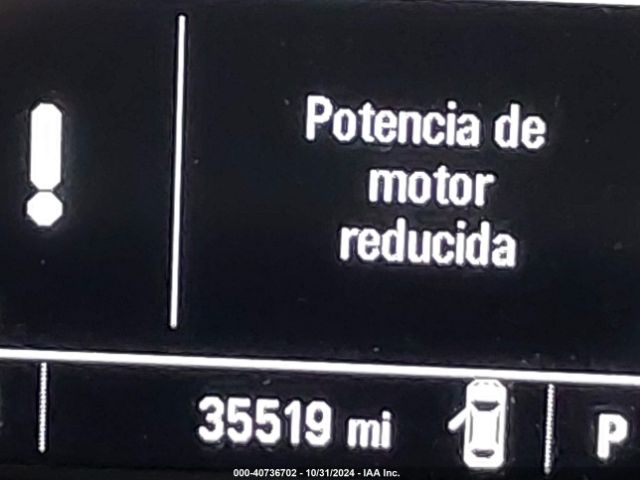 Potencia de
motor
reducida
35519 mi
P
000-40736702 - 10/31/2024 - IAA Inc.